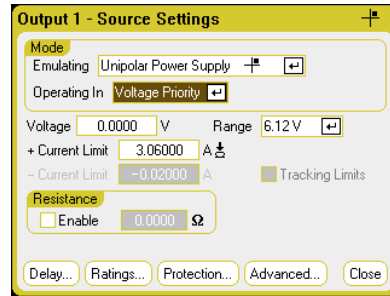 Output 1 - Source Settings
Mode
Emulating Unipolar Power Supply
Operating In Voltage Priority
Voltage 0.0000 V Range 6.12 V
+ Current Limit 3.06000 A
- Current Limit -0.02000 A Tracking Limits
Resistance
Enable 0.0000 Ω
Delay... Ratings... Protection... Advanced... Close